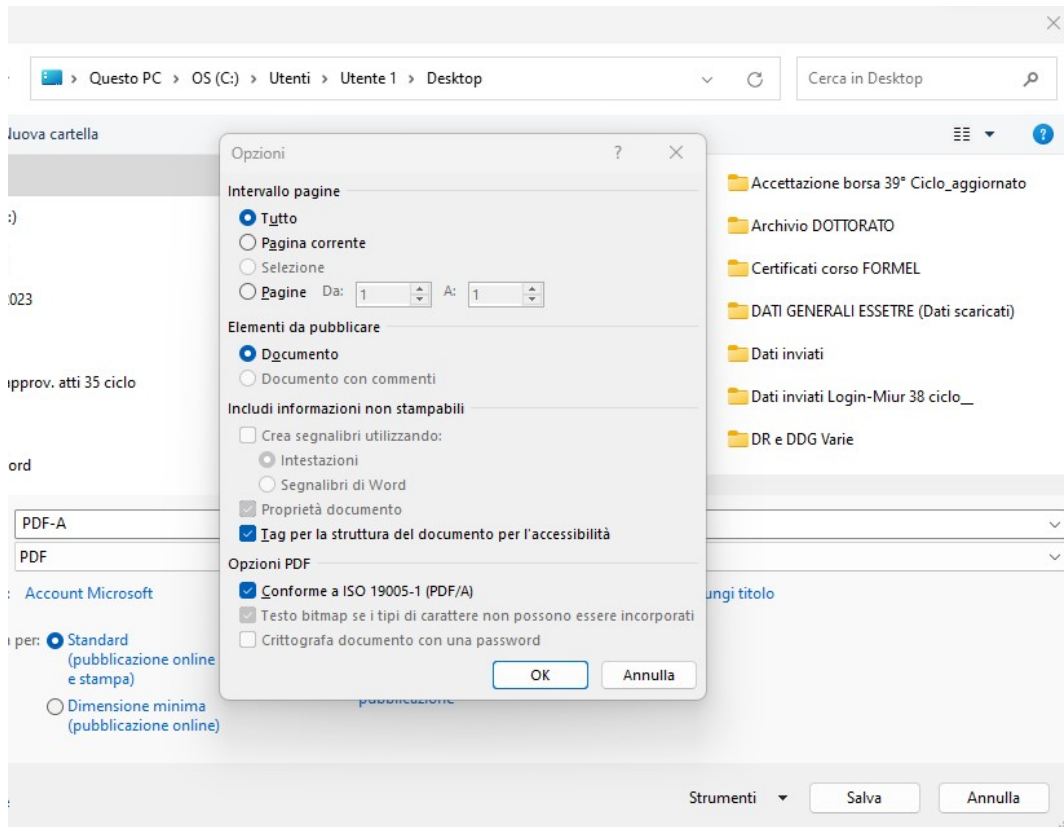 Questo PC > OS (C:) > Utenti > Utente 1 > Desktop
Cerca in Desktop
Nuova cartella
Opzioni
Intervallo pagine
Tutto
Pagina corrente
Selezione
Pagine Da: 1 A: 1
Elementi da pubblicare
Documento
Documento con commenti
Includi informazioni non stampabili
Crea segnalibri utilizzando:
Intestazioni
Segnalibri di Word
Proprietà documento
Tag per la struttura del documento per l'accessibilità
Opzioni PDF
Conforme a ISO 19005-1 (PDF/A)
Testo bitmap se i tipi di carattere non possono essere incorporati
Crittografa documento con una password
OK Annulla
:)
023
approv. atti 35 ciclo
ord
Accettazione borsa 39° Ciclo_aggiornato
Archivio DOTTORATO
Certificati corso FORMEL
DATI GENERALI ESSETRE (Dati scaricati)
Dati inviati
Dati inviati Login-Miur 38 ciclo__
DR e DDG Varie
PDF-A
PDF
: Account Microsoft
ungi titolo
per: Standard
(pubblicazione online
e stampa)
Dimensione minima
(pubblicazione online)
pubblicazione
Strumenti Salva Annulla